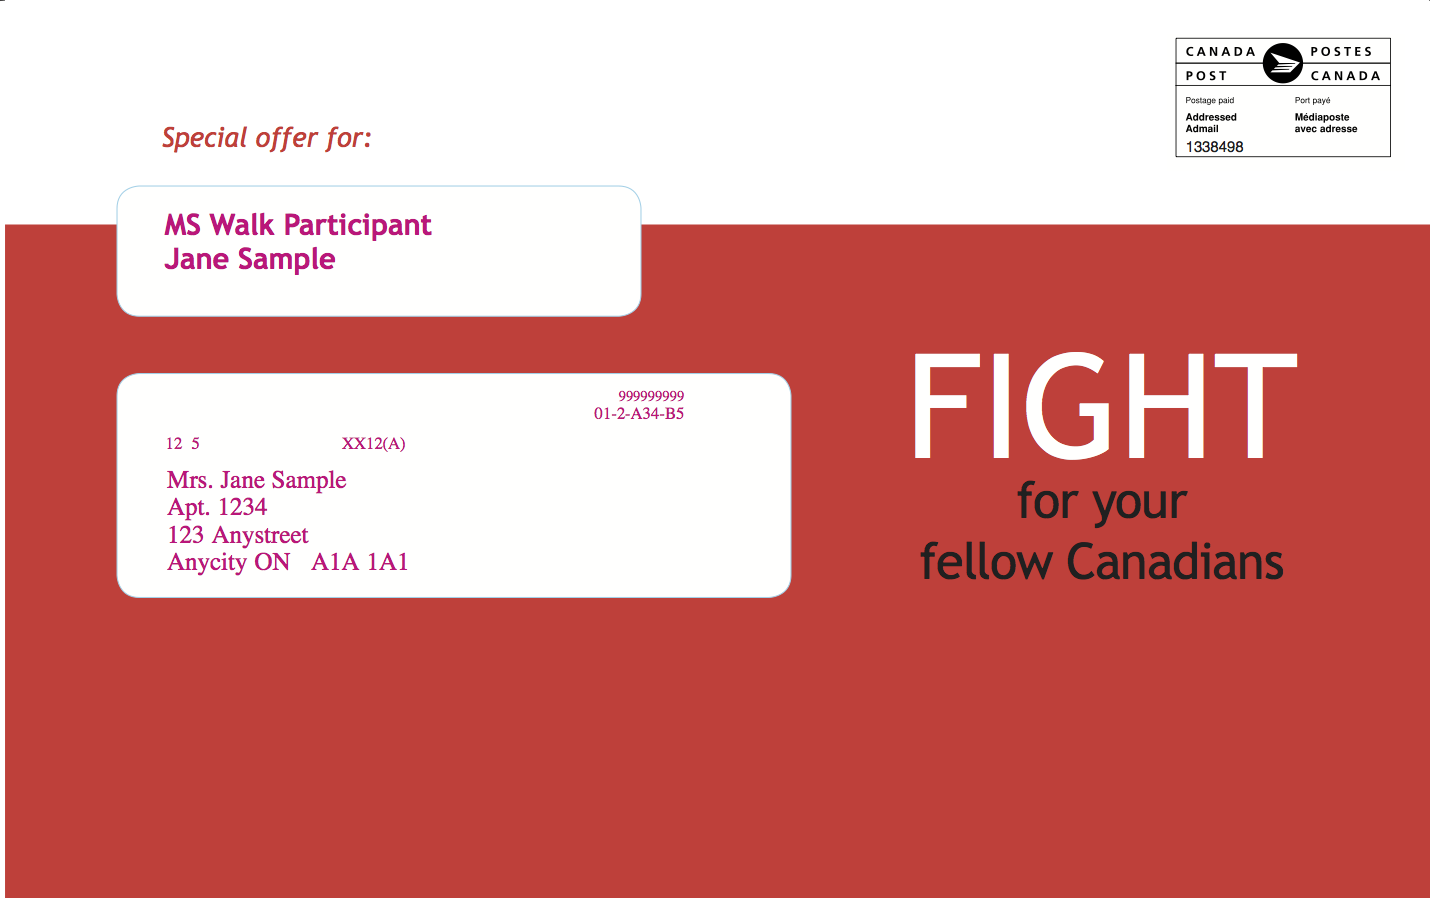 CANADA POSTES
POST CANADA
Postage paid Port payé
Addressed Médiaposte
Admail avec adresse
1338498
Special offer for:
MS Walk Participant
Jane Sample
999999999
01-2-A34-B5
12 5 XX12(A)
Mrs. Jane Sample
Apt. 1234
123 Anystreet
Anycity ON A1A 1A1
FIGHT
for your
fellow Canadians